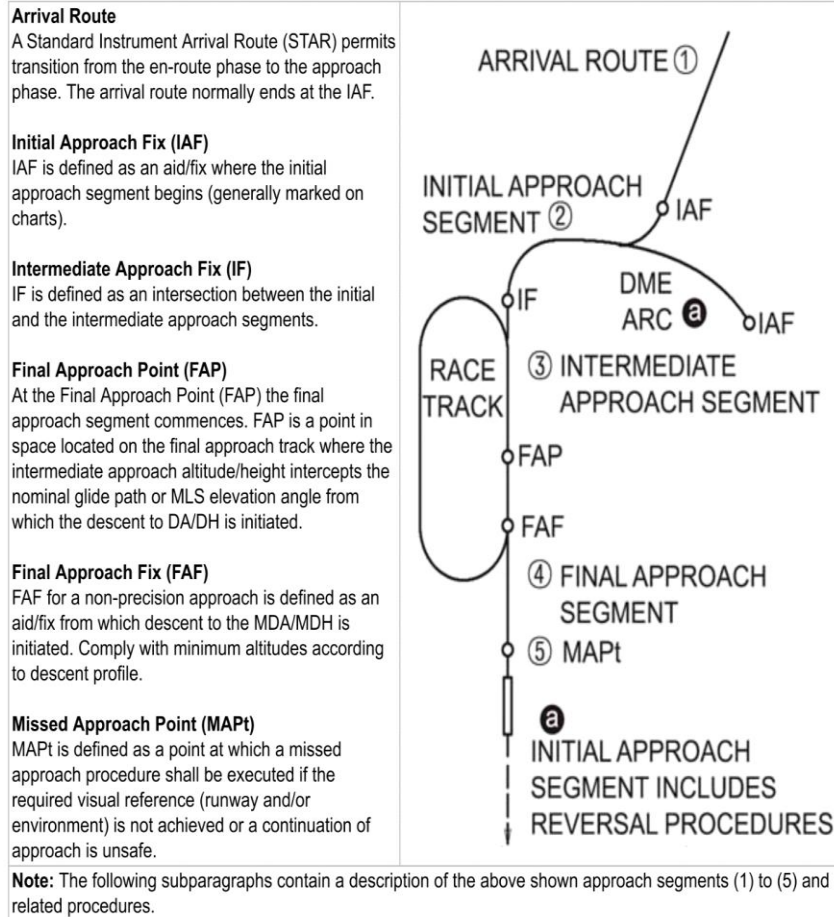 Arrival Route
A Standard Instrument Arrival Route (STAR) permits
transition from the en-route phase to the approach
phase. The arrival route normally ends at the IAF.
Initial Approach Fix (IAF)
IAF is defined as an aid/fix where the initial
approach segment begins (generally marked on
charts).
Intermediate Approach Fix (IF)
IF is defined as an intersection between the initial
and the intermediate approach segments.
Final Approach Point (FAP)
At the Final Approach Point (FAP) the final
approach segment commences. FAP is a point in
space located on the final approach track where the
intermediate approach altitude/height intercepts the
nominal glide path or MLS elevation angle from
which the descent to DA/DH is initiated.
Final Approach Fix (FAF)
FAF for a non-precision approach is defined as an
aid/fix from which descent to the MDA/MDH is
initiated. Comply with minimum altitudes according
to descent profile.
Missed Approach Point (MAPt)
MAPt is defined as a point at which a missed
approach procedure shall be executed if the
required visual reference (runway and/or
environment) is not achieved or a continuation of
approach is unsafe.
ARRIVAL ROUTE ①
INITIAL APPROACH
SEGMENT ②
IAF
IF
DME
ARC ⓐ
IAF
RACE
TRACK
③ INTERMEDIATE
APPROACH SEGMENT
FAP
FAF
④ FINAL APPROACH
SEGMENT
⑤ MAPt
ⓐ
INITIAL APPROACH
SEGMENT INCLUDES
REVERSAL PROCEDURES
Note: The following subparagraphs contain a description of the above shown approach segments (1) to (5) and
related procedures.